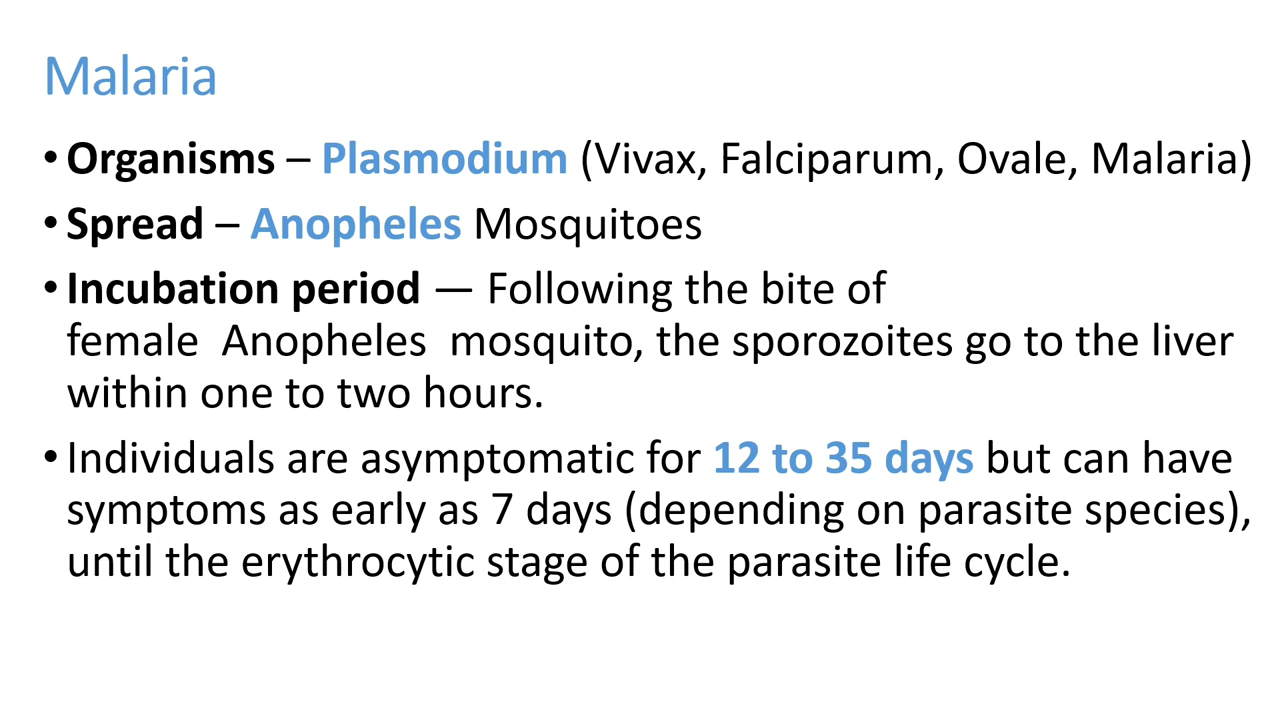 Malaria
• Organisms – Plasmodium (Vivax, Falciparum, Ovale, Malaria)
• Spread – Anopheles Mosquitoes
• Incubation period — Following the bite of
female  Anopheles  mosquito, the sporozoites go to the liver
within one to two hours.
• Individuals are asymptomatic for 12 to 35 days but can have
symptoms as early as 7 days (depending on parasite species),
until the erythrocytic stage of the parasite life cycle.